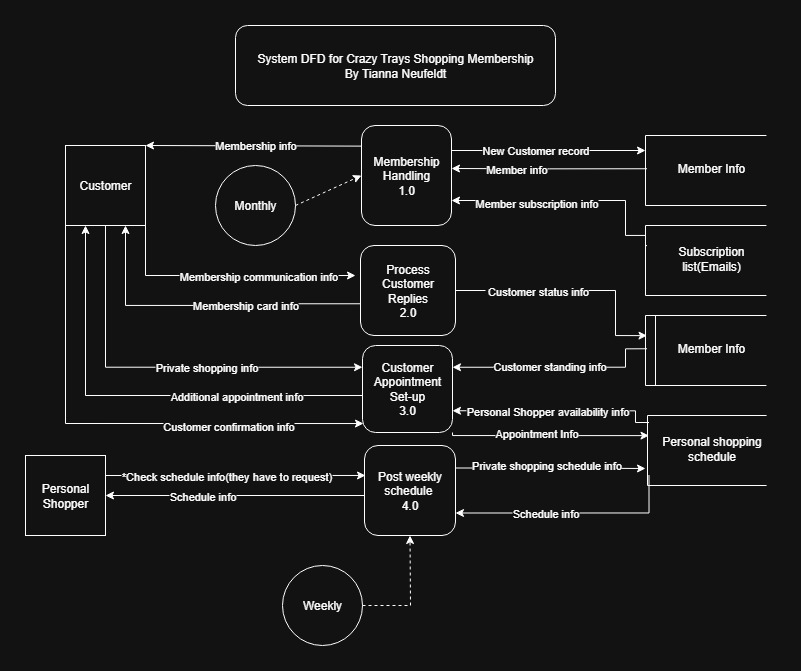 System DFD for Crazy Trays Shopping Membership
By Tianna Neufeldt
Membership info
New Customer record
Membership
Handling
1.0
Member Info
Member info
Customer
Monthly
Member subscription info
Subscription
list(Emails)
Process
Customer
Replies
2.0
Membership communication info
Customer status info
Membership card info
Member Info
Private shopping info
Customer
Appointment
Set-up
3.0
Customer standing info
Additional appointment info
Personal Shopper availability info
Customer confirmation info
Appointment Info
Personal shopping
schedule
Private shopping schedule info
*Check schedule info(they have to request)
Post weekly
schedule
4.0
Personal
Shopper
Schedule info
Schedule info
Weekly